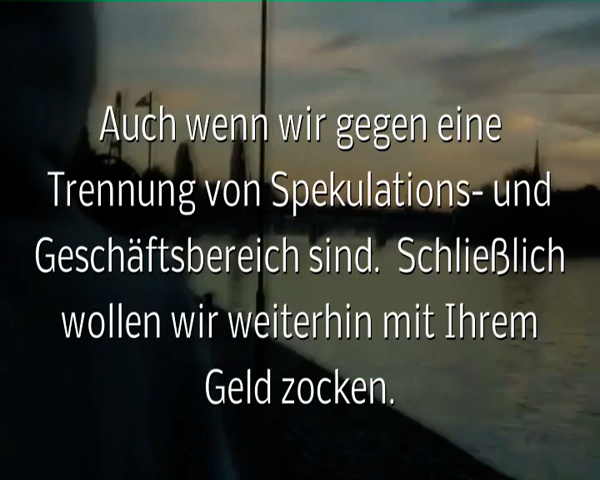 Auch wenn wir gegen eine
Trennung von Spekulations- und
Geschäftsbereich sind. Schließlich
wollen wir weiterhin mit Ihrem
Geld zocken.